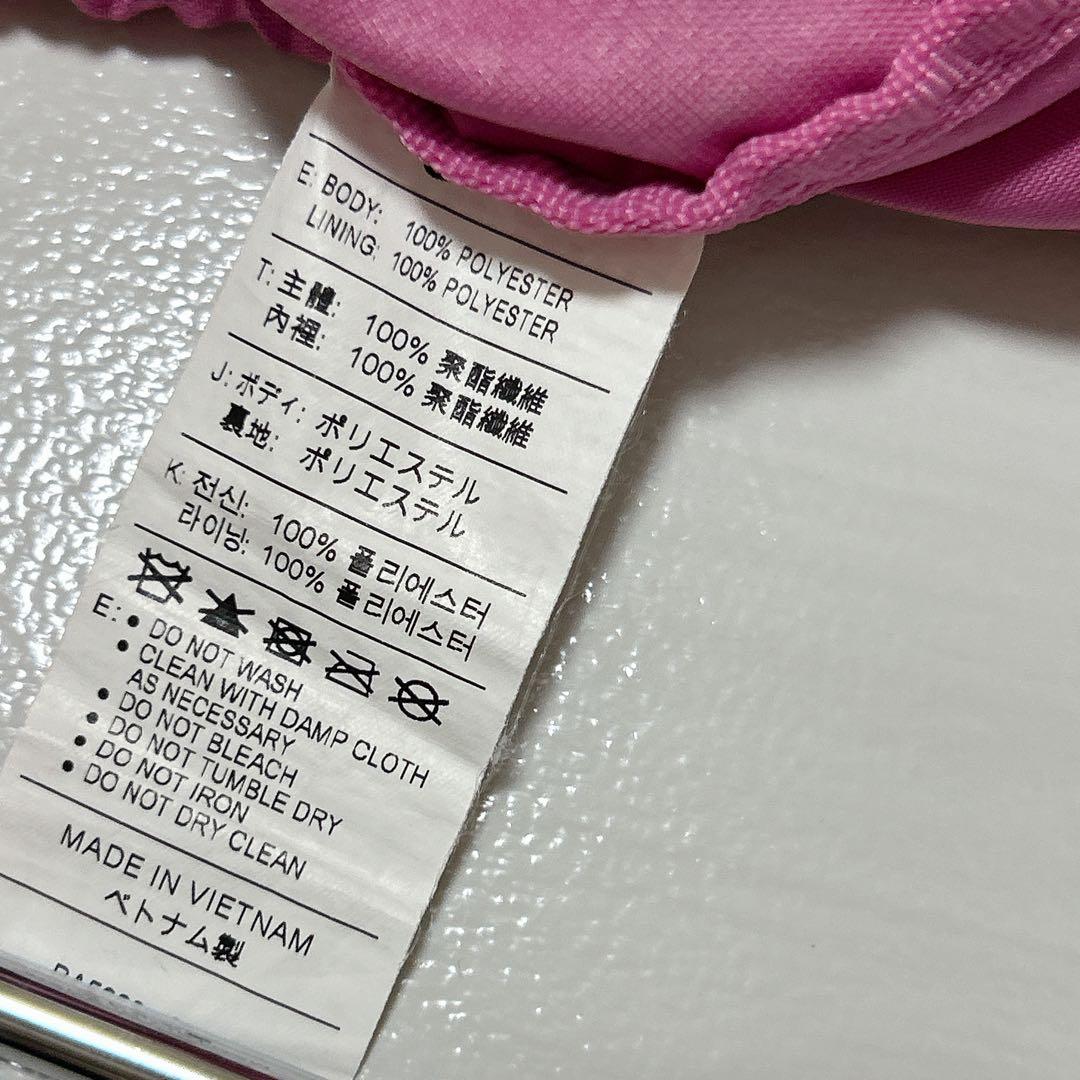 E: BODY: 100% POLYESTER
LINING: 100% POLYESTER
T: 主體: 100% 聚酯纖維
內裡: 100% 聚酯纖維
J: ボディ: ポリエステル
裏地: ポリエステル
K: 전신: 100% 폴리에스터
라이닝: 100% 폴리에스터
E: • DO NOT WASH
• CLEAN WITH DAMP CLOTH
AS NECESSARY
• DO NOT BLEACH
• DO NOT TUMBLE DRY
• DO NOT IRON
• DO NOT DRY CLEAN
MADE IN VIETNAM
ベトナム製